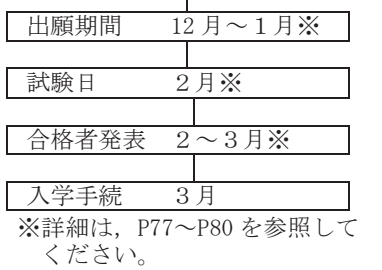 出願期間　　12月～１月※
試験日　　　２月※
合格者発表　２～３月※
入学手続　　３月
※詳細は，P77～P80を参照して
ください。